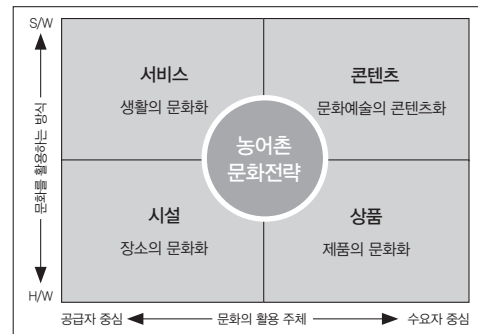 S/W
문화를 활용하는 방식
H/W
서비스
생활의 문화화
콘텐츠
문화예술의 콘텐츠화
농어촌
문화전략
시설
장소의 문화화
상품
제품의 문화화
공급자 중심
문화의 활용 주체
수요자 중심